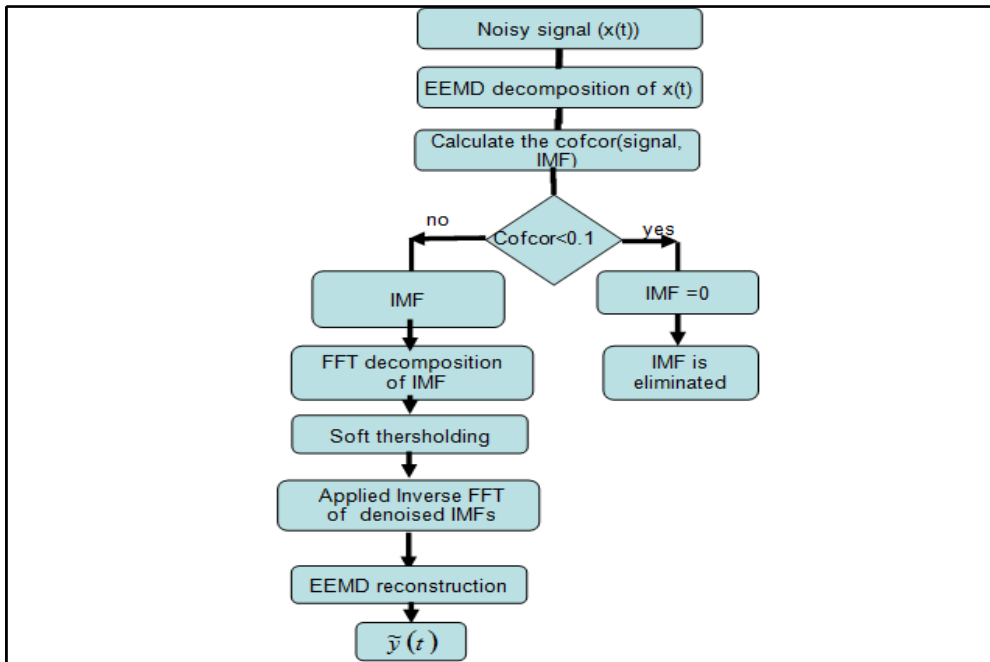 Noisy signal (x(t))
EEMD decomposition of x(t)
Calculate the cofcor(signal,
IMF)
no
Cofcor<0.1
yes
IMF
IMF =0
FFT decomposition
of IMF
IMF is
eliminated
Soft thersholding
Applied Inverse FFT
of denoised IMFs
EEMD reconstruction
ỹ(t)